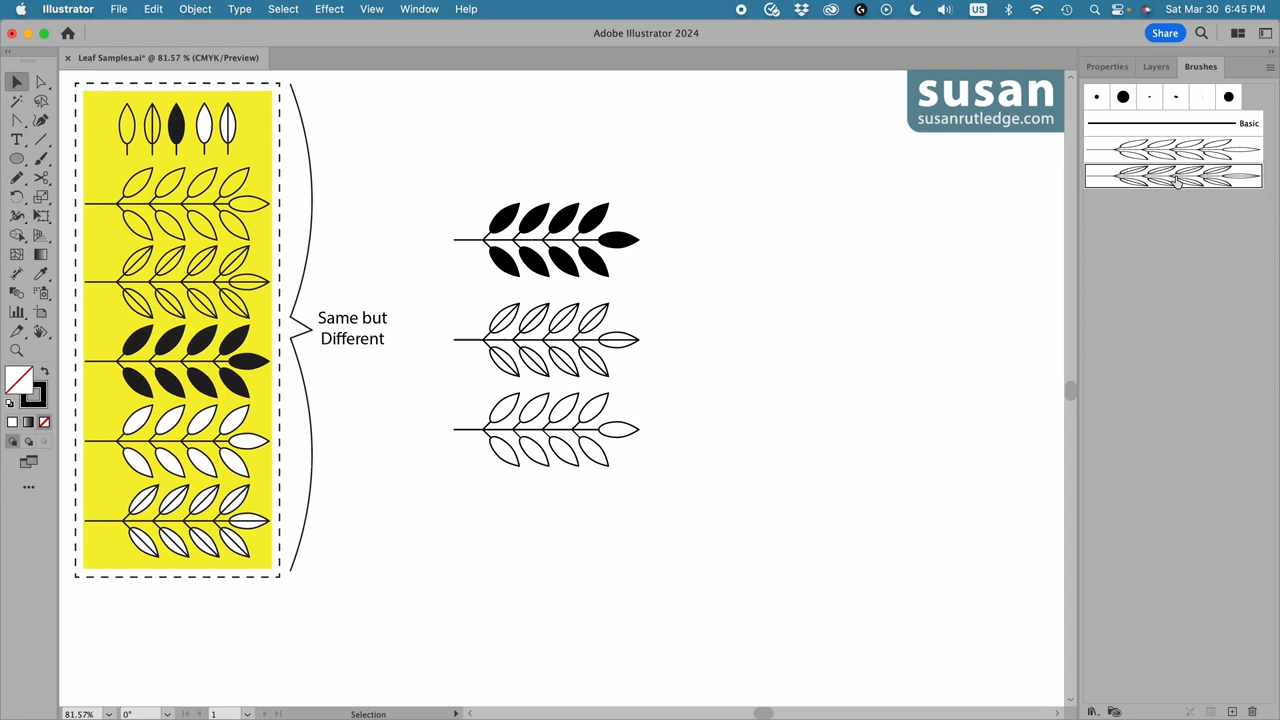 Illustrator File Edit Object Type Select Effect View Window Help
US
Sat Mar 30 6:45 PM
Adobe Illustrator 2024
Share
Leaf Samples.ai* @ 81.57 % (CMYK/Preview)
Properties Layers Brushes
susan
susanrutledge.com
Basic
Same but
Different
81.57% 0° 1 Selection